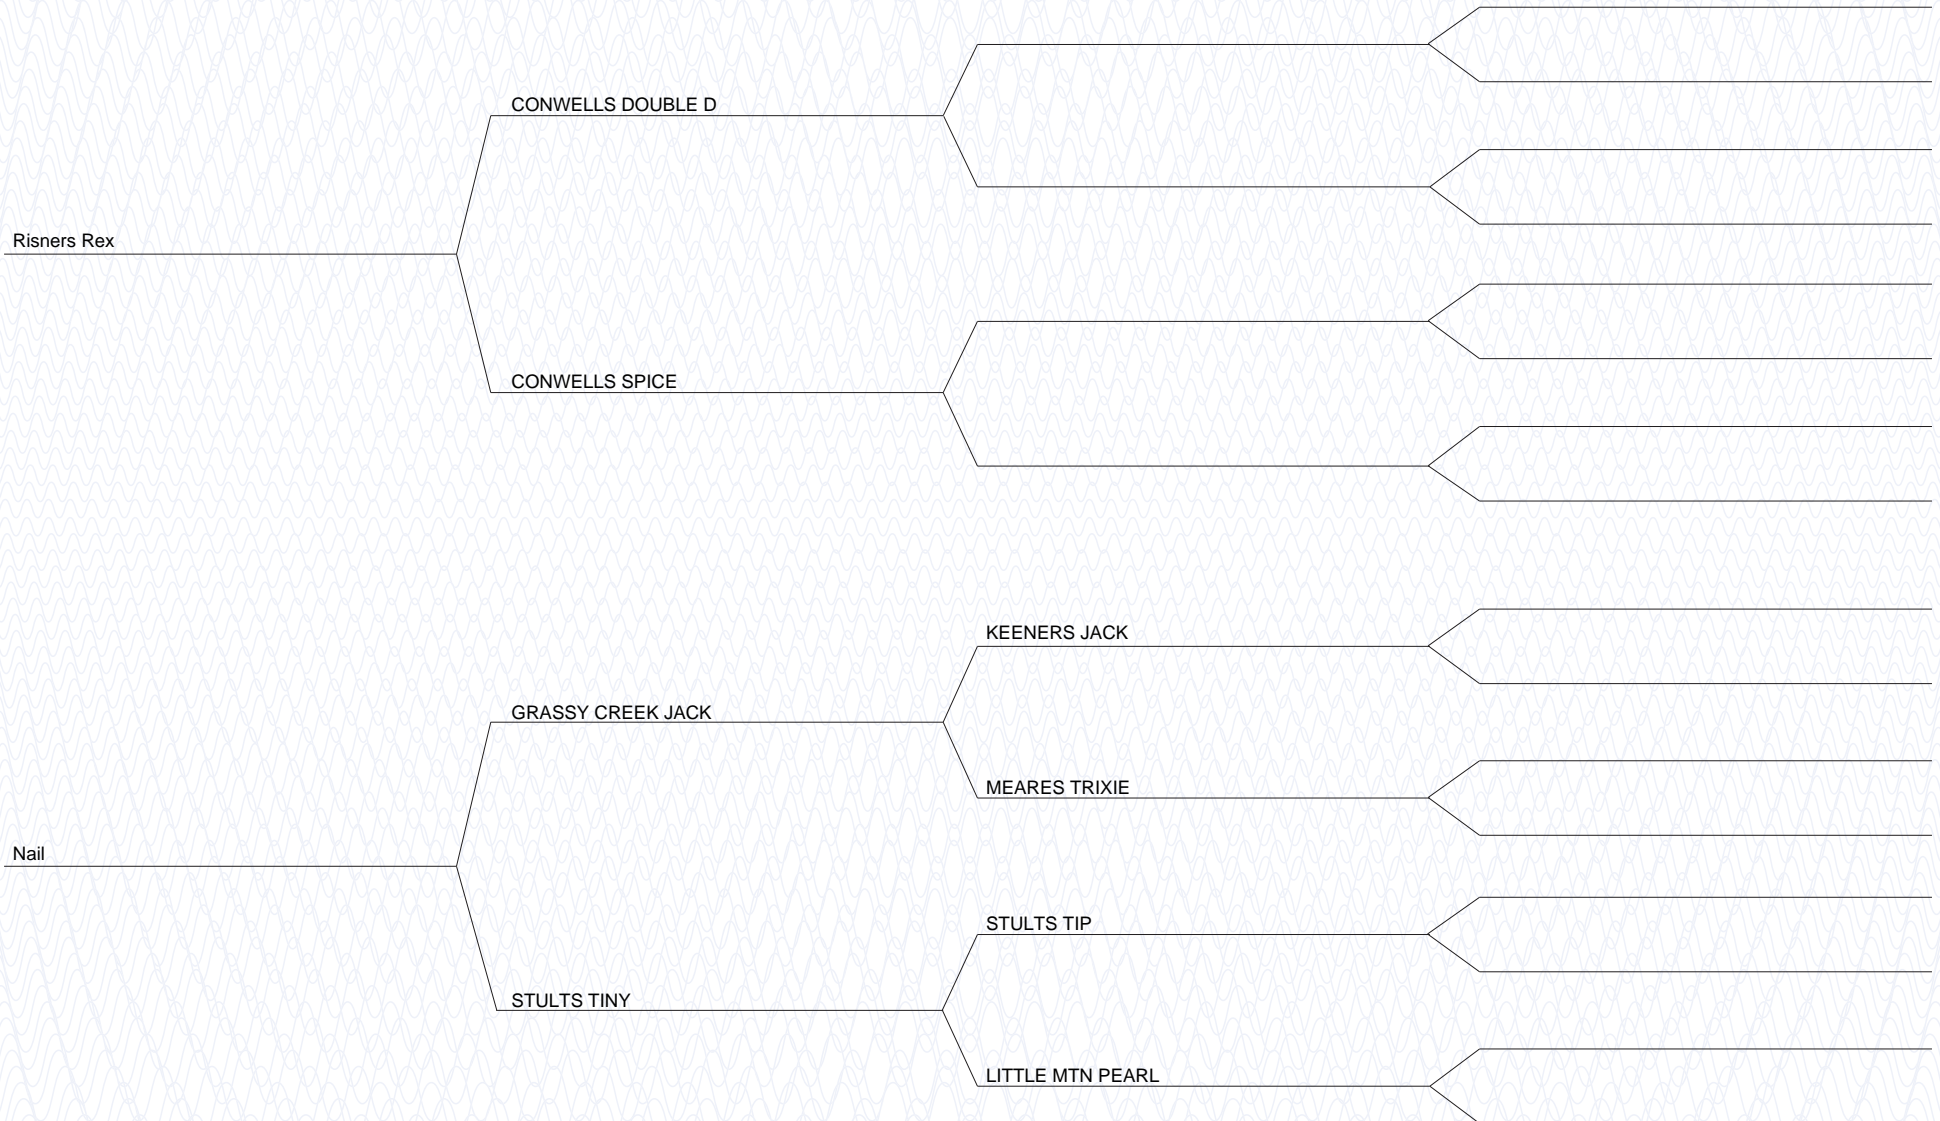 CONWELLS DOUBLE D
Risners Rex
CONWELLS SPICE
KEENERS JACK
GRASSY CREEK JACK
MEARES TRIXIE
Nail
STULTS TIP
STULTS TINY
LITTLE MTN PEARL